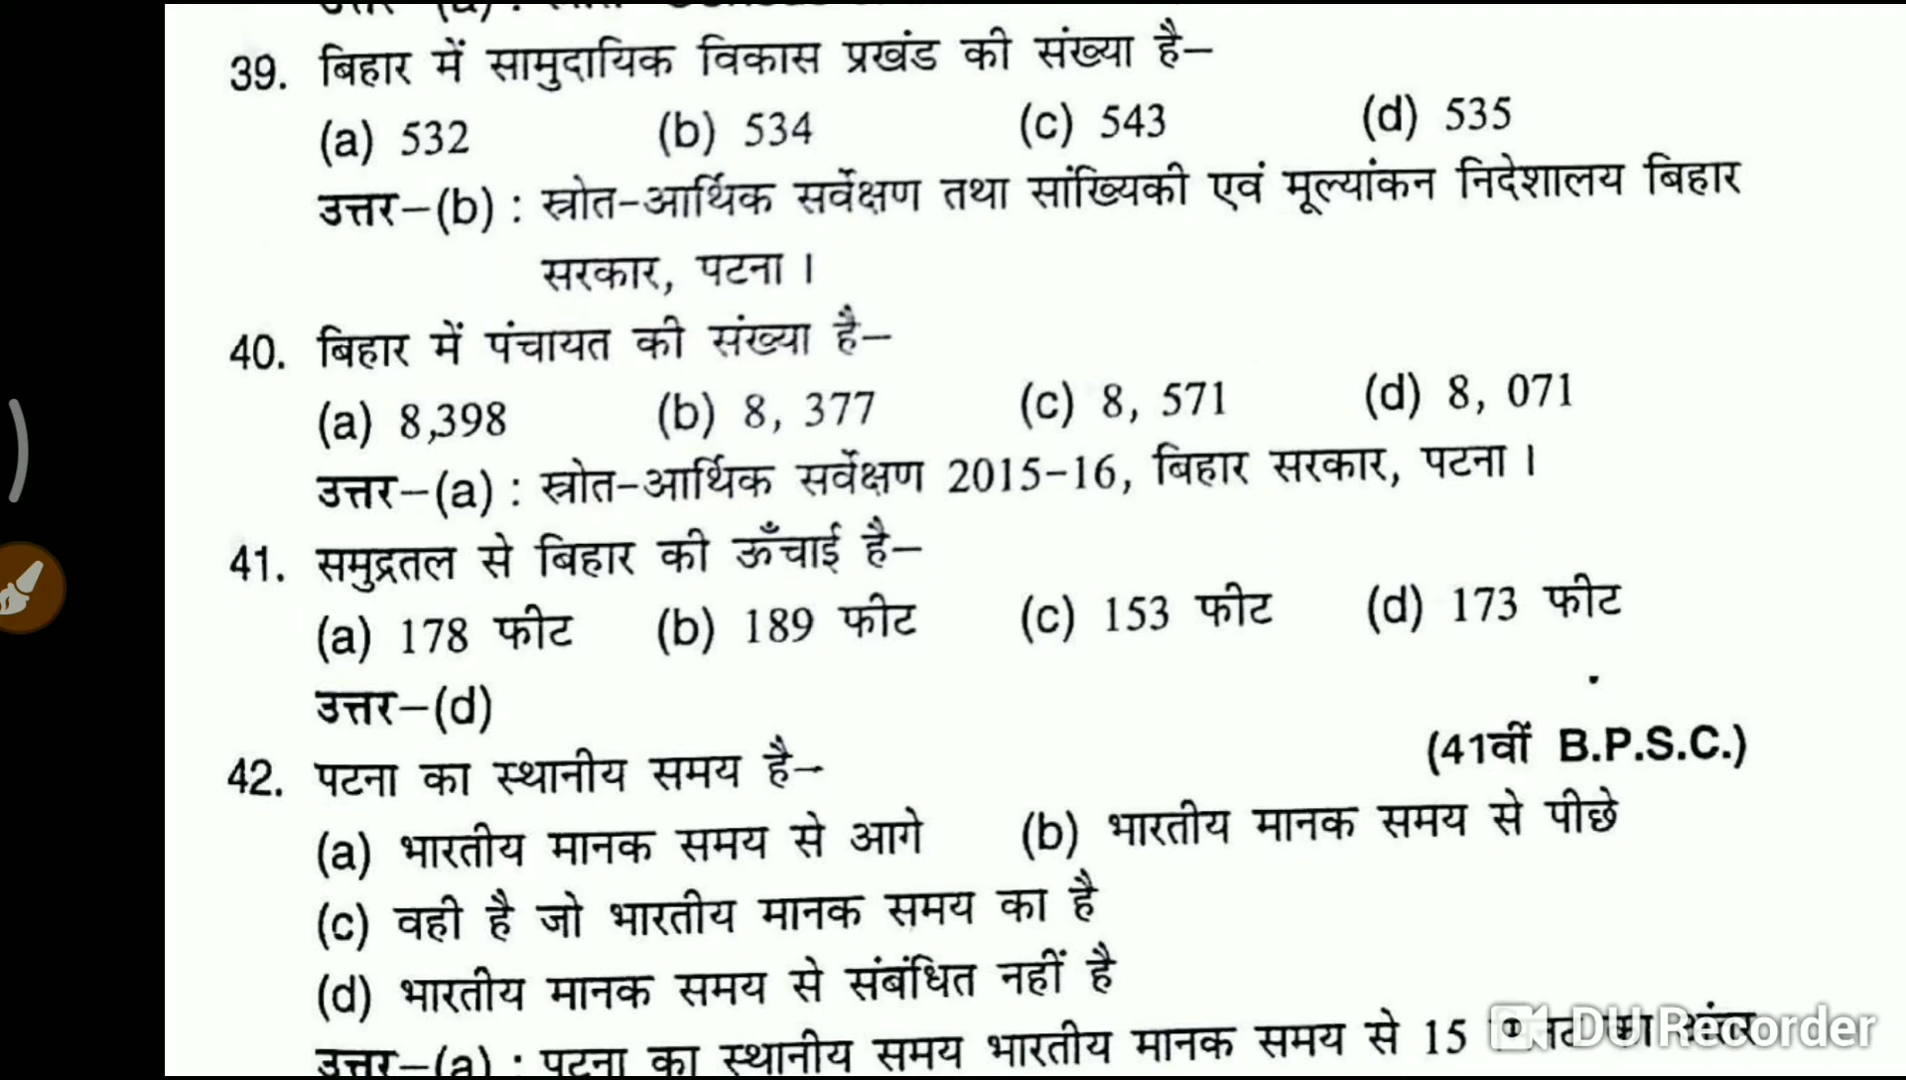 39. बिहार में सामुदायिक विकास प्रखंड की संख्या है–
(a) 532 (b) 534 (c) 543 (d) 535
उत्तर–(b) : स्रोत–आर्थिक सर्वेक्षण तथा सांख्यिकी एवं मूल्यांकन निदेशालय बिहार
सरकार, पटना ।
40. बिहार में पंचायत की संख्या है–
(a) 8,398 (b) 8, 377 (c) 8, 571 (d) 8, 071
उत्तर–(a) : स्रोत–आर्थिक सर्वेक्षण 2015–16, बिहार सरकार, पटना ।
41. समुद्रतल से बिहार की ऊँचाई है–
(a) 178 फीट (b) 189 फीट (c) 153 फीट (d) 173 फीट
उत्तर–(d)
(41वीं B.P.S.C.)
42. पटना का स्थानीय समय है–
(a) भारतीय मानक समय से आगे (b) भारतीय मानक समय से पीछे
(c) वही है जो भारतीय मानक समय का है
(d) भारतीय मानक समय से संबंधित नहीं है
उत्तर–(a) : पटना का स्थानीय समय भारतीय मानक समय से 15 का अंतर
DU Recorder